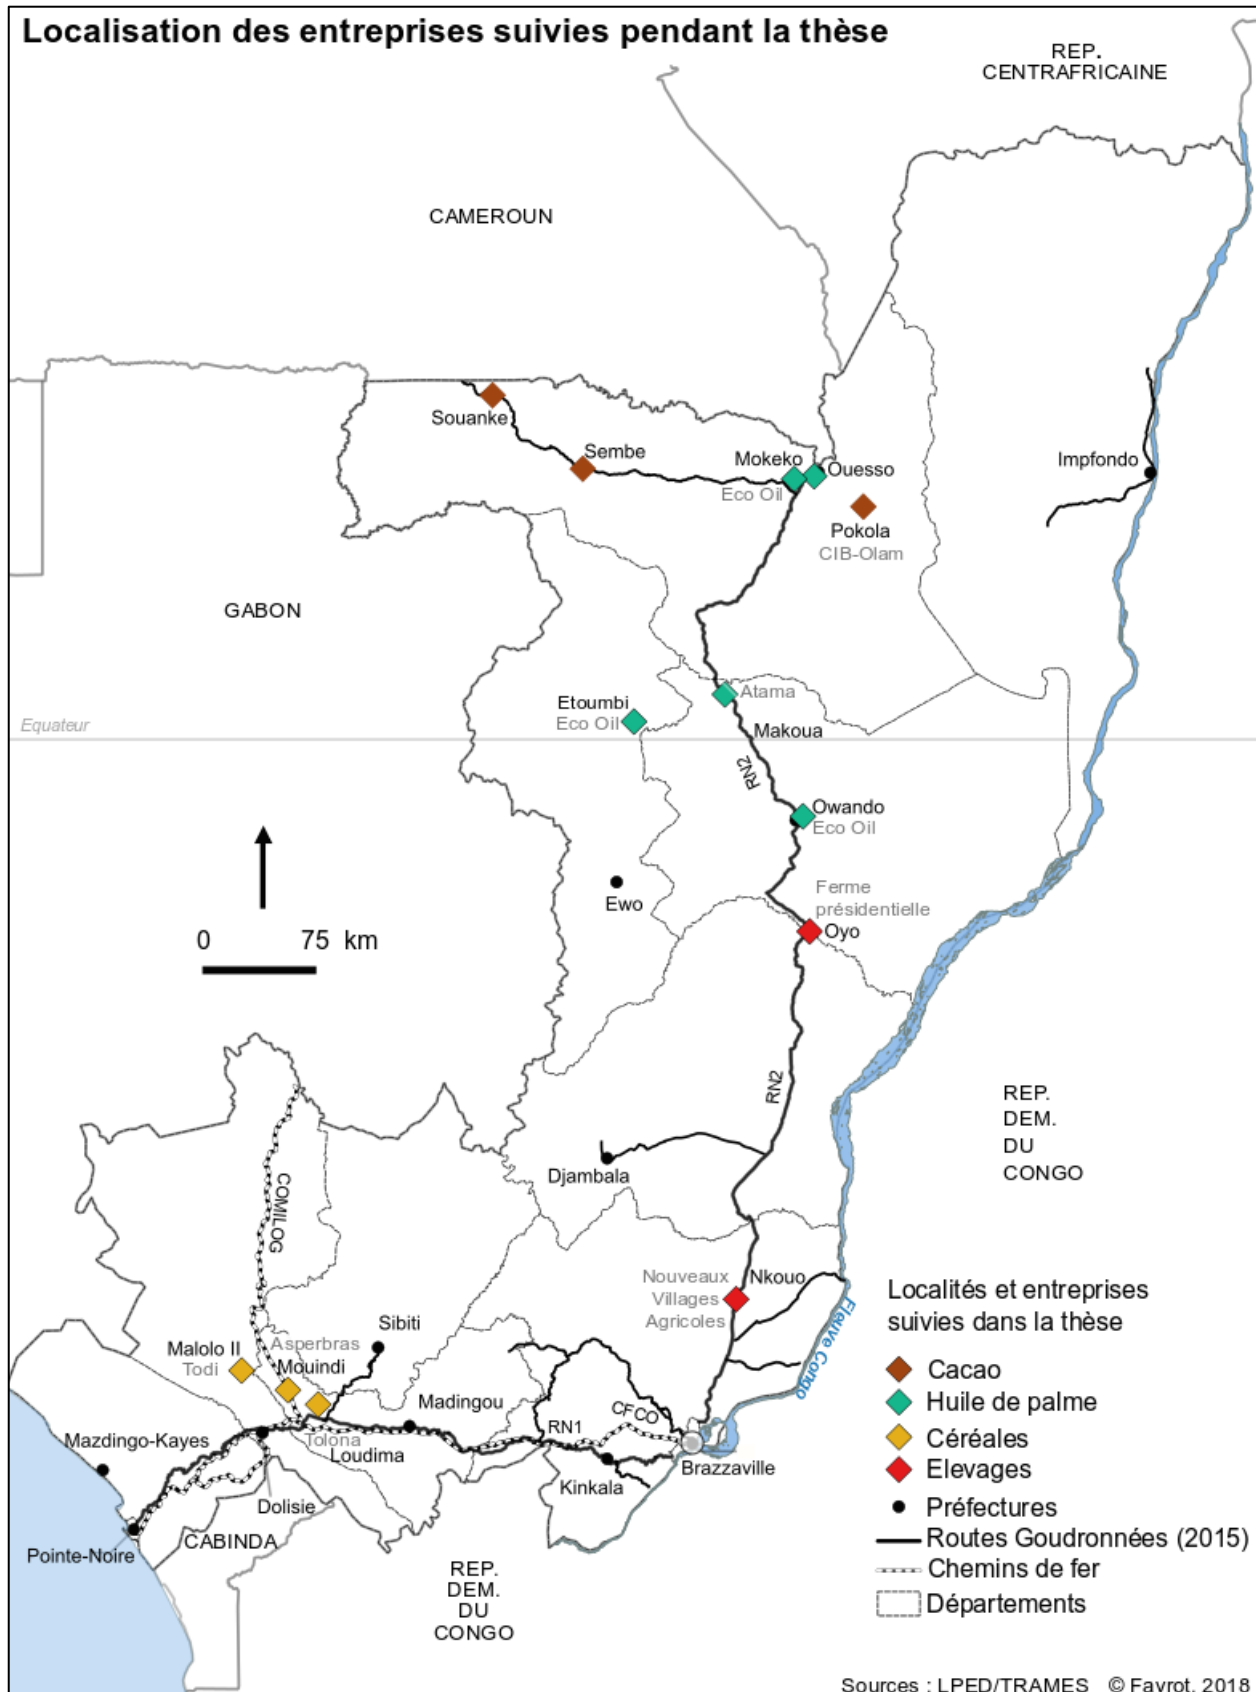 Localisation des entreprises suivies pendant la thèse
REP.
CENTRAFRICAINE
CAMEROUN
Souanke
Sembe
Mokeko
Eco Oil
Ouesso
Impfondo
Pokola
CIB-Olam
GABON
Etoumbi
Eco Oil
Atama
Equateur
Makoua
RN2
Owando
Eco Oil
Ewo
Ferme
présidentielle
Oyo
0 75 km
RN2
REP.
DEM.
DU
CONGO
Djambala
COMILOG
Nouveaux
Villages
Agricoles
Nkouo
Fleuve Congo
Sibiti
Asperbras
Malolo II
Todi
Mouindi
Madingou
CFCO
RN1
Mazdingo-Kayes
Tolona
Loudima
Brazzaville
Kinkala
Dolisie
CABINDA
Pointe-Noire
REP.
DEM.
DU
CONGO
Localités et entreprises
suivies dans la thèse
Cacao
Huile de palme
Céréales
Elevages
Préfectures
Routes Goudronnées (2015)
Chemins de fer
Départements
Sources : LPED/TRAMES © Favrot, 2018